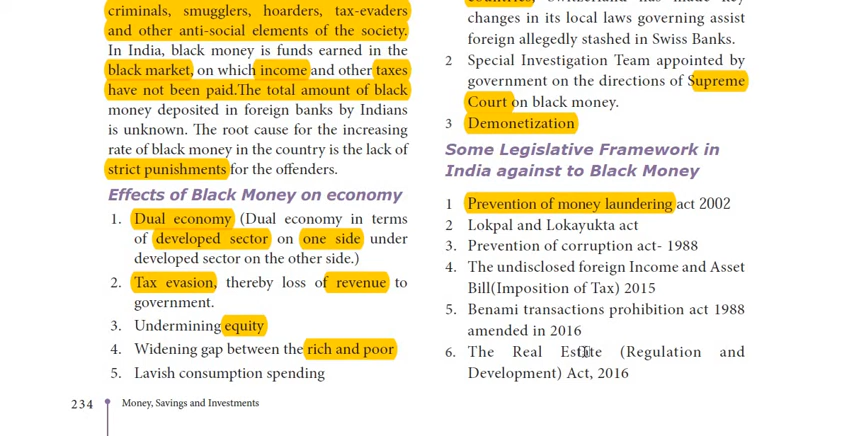 criminals, smugglers, hoarders, tax-evaders
and other anti-social elements of the society.
In India, black money is funds earned in the
black market, on which income and other taxes
have not been paid.The total amount of black
money deposited in foreign banks by Indians
is unknown. The root cause for the increasing
rate of black money in the country is the lack of
strict punishments for the offenders.
Effects of Black Money on economy
1. Dual economy (Dual economy in terms
of developed sector on one side under
developed sector on the other side.)
2. Tax evasion, thereby loss of revenue to
government.
3. Undermining equity
4. Widening gap between the rich and poor
5. Lavish consumption spending
countries, Switzerland has made key
changes in its local laws governing assist
foreign allegedly stashed in Swiss Banks.
2 Special Investigation Team appointed by
government on the directions of Supreme
Court on black money.
3 Demonetization
Some Legislative Framework in
India against to Black Money
1 Prevention of money laundering act 2002
2 Lokpal and Lokayukta act
3. Prevention of corruption act- 1988
4. The undisclosed foreign Income and Asset
Bill(Imposition of Tax) 2015
5. Benami transactions prohibition act 1988
amended in 2016
6. The Real Estate (Regulation and
Development) Act, 2016
234 Money, Savings and Investments